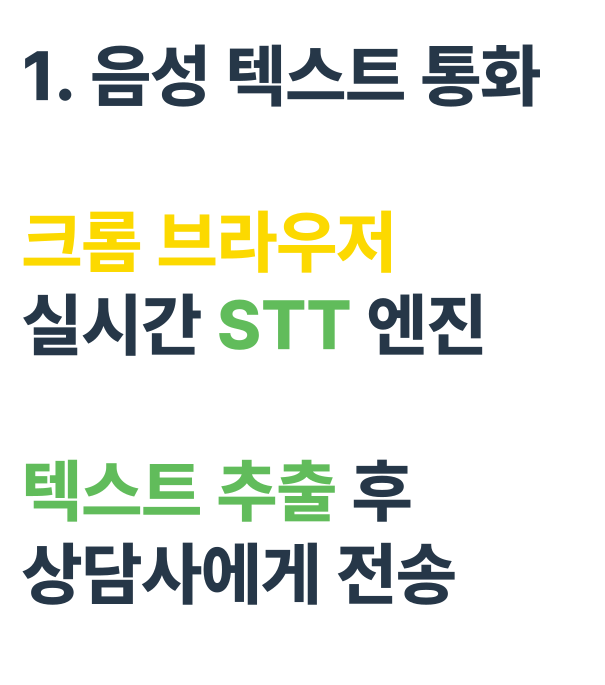 1. 음성 텍스트 통화
크롬 브라우저
실시간 STT 엔진
텍스트 추출 후
상담사에게 전송